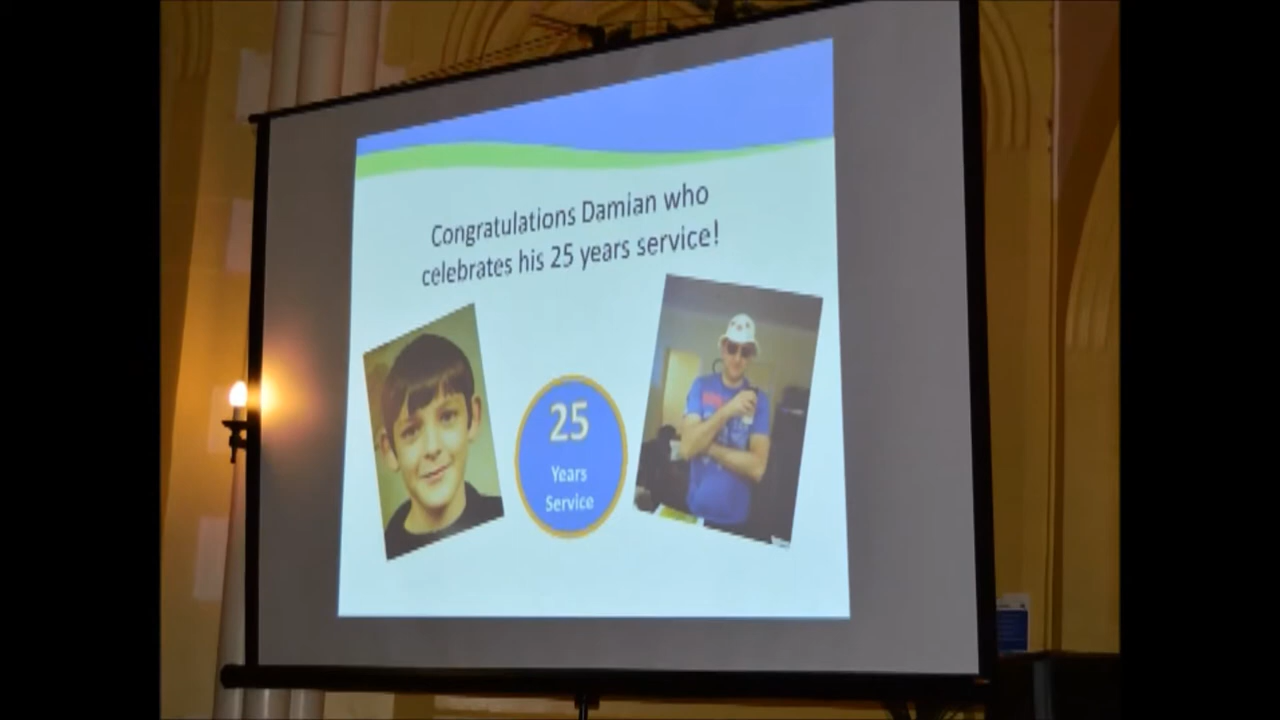 Congratulations Damian who
celebrates his 25 years service!
25
Years
Service